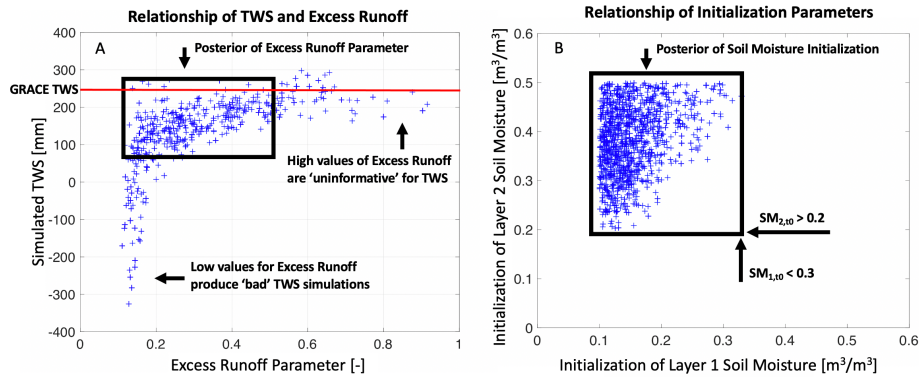 Relationship of TWS and Excess Runoff
A
Posterior of Excess Runoff Parameter
400
300
GRACE TWS
200
100
0
-100
-200
-300
-400
Simulated TWS [mm]
High values of Excess Runoff
are 'uninformative' for TWS
Low values for Excess Runoff
produce 'bad' TWS simulations
0 0.2 0.4 0.6 0.8 1
Excess Runoff Parameter [-]
Relationship of Initialization Parameters
B
Posterior of Soil Moisture Initialization
0.6
0.5
0.4
0.3
0.2
0.1
0
Initialization of Layer 2 Soil Moisture [m³/m³]
SM2,t0 > 0.2
SM1,t0 < 0.3
0 0.1 0.2 0.3 0.4 0.5 0.6
Initialization of Layer 1 Soil Moisture [m³/m³]